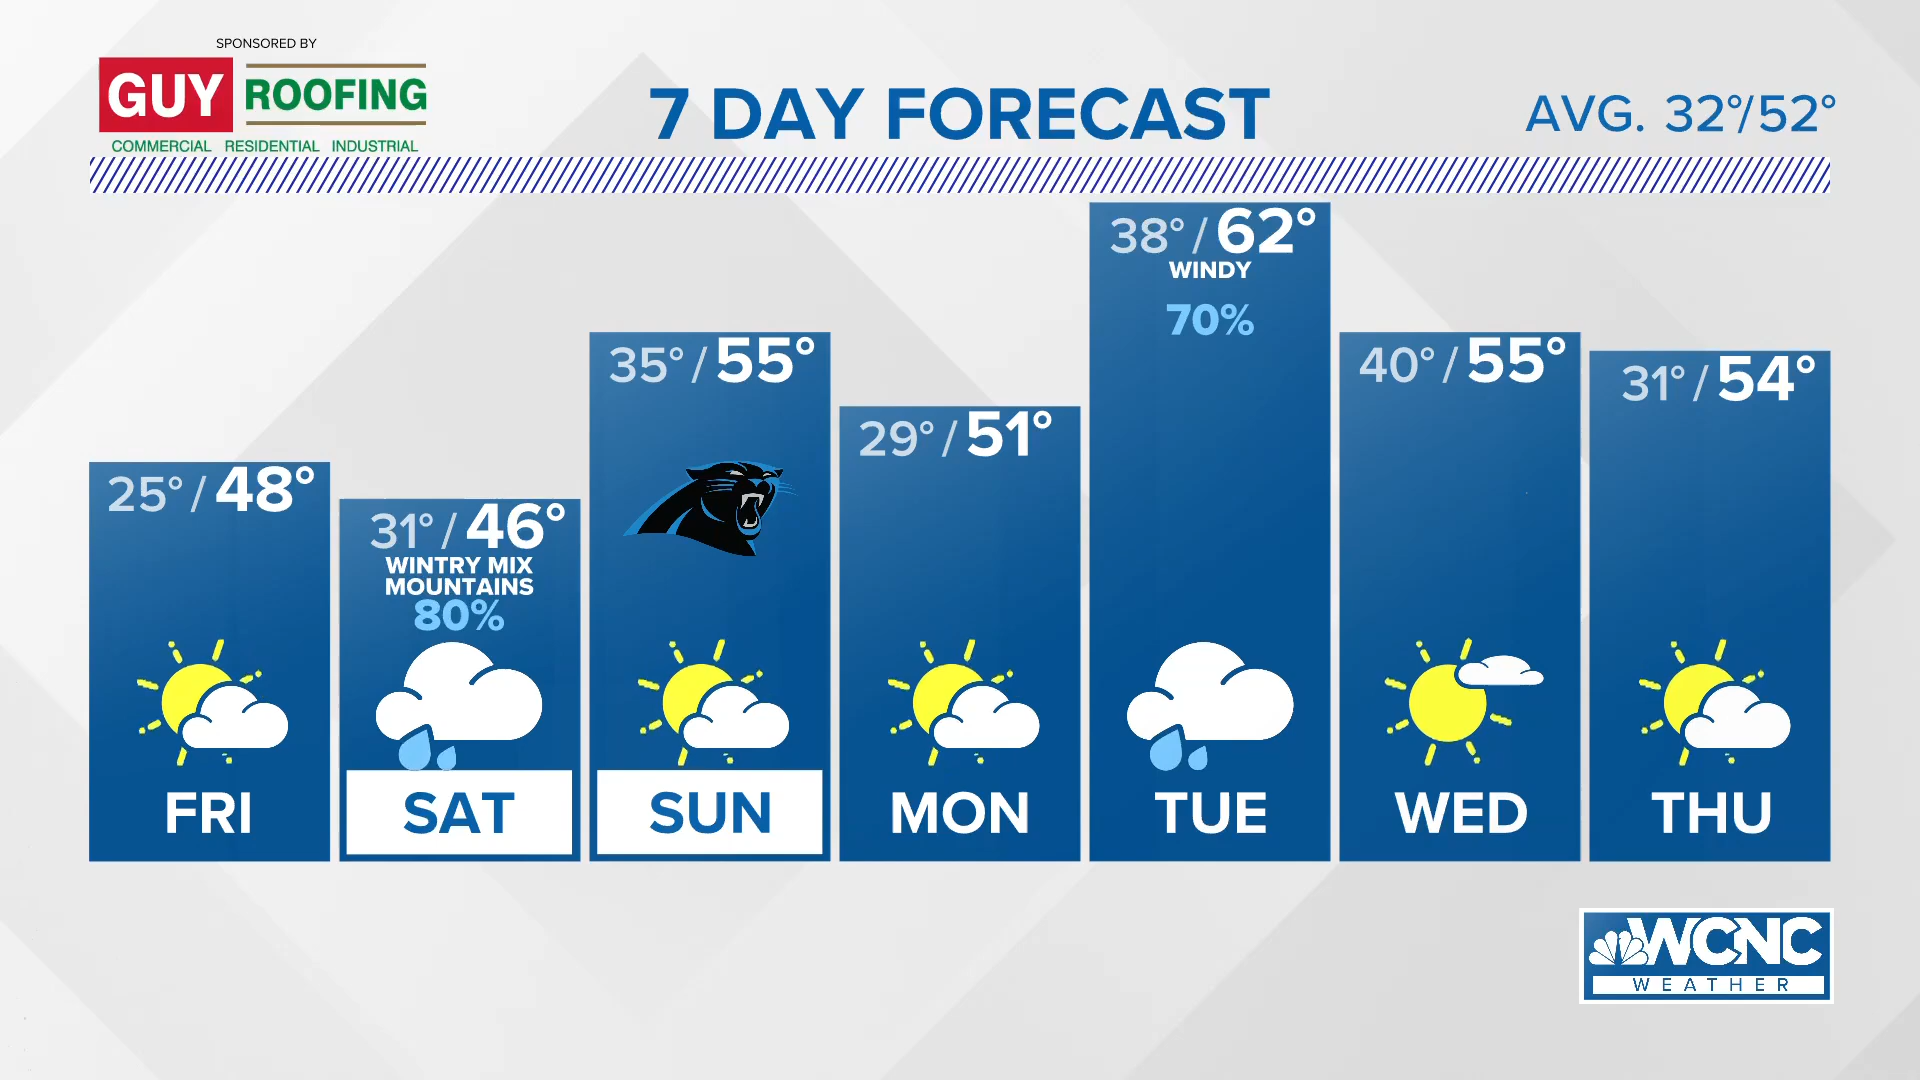 SPONSORED BY
GUY ROOFING
COMMERCIAL RESIDENTIAL INDUSTRIAL
7 DAY FORECAST
AVG. 32°/52°
25°/48°
FRI
31°/46°
WINTRY MIX
MOUNTAINS
80%
SAT
35°/55°
SUN
29°/51°
MON
38°/62°
WINDY
70%
TUE
40°/55°
WED
31°/54°
THU
WCNC
WEATHER